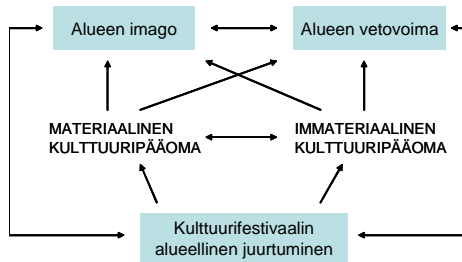 Alueen imago
Alueen vetovoima
MATERIAALINEN
KULTTUURIPÄÄOMA
IMMATERIAALINEN
KULTTUURIPÄÄOMA
Kulttuurifestivaalin
alueellinen juurtuminen